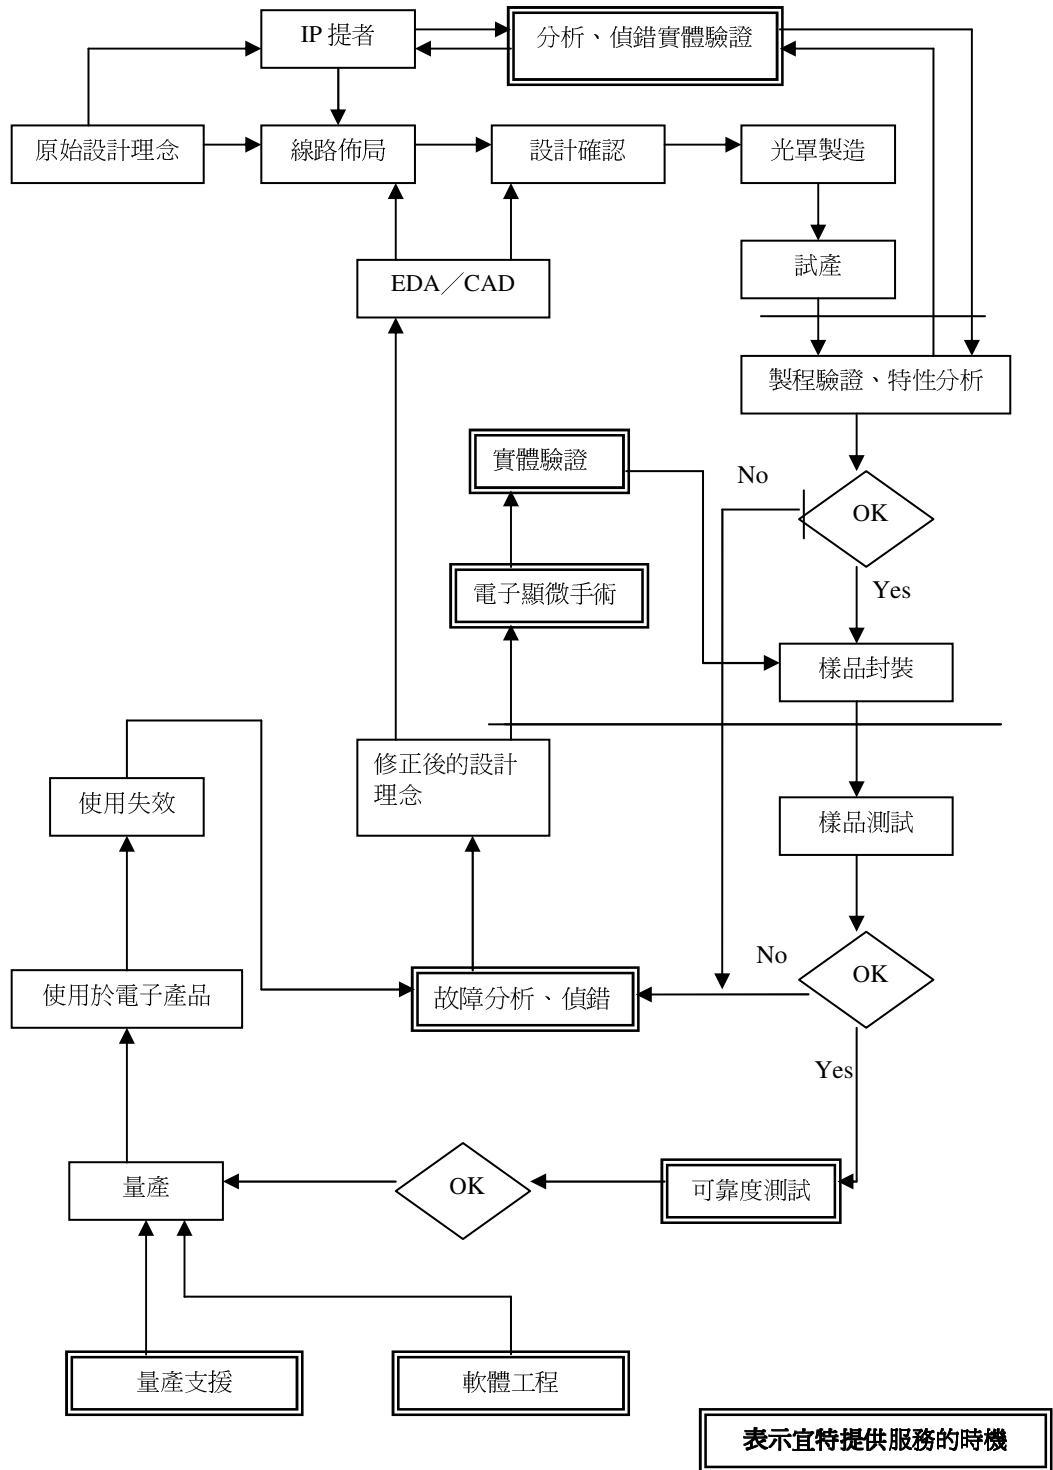 IP 提者
分析、偵錯實體驗證
原始設計理念
線路佈局
設計確認
光罩製造
試產
EDA／CAD
製程驗證、特性分析
實體驗證
No
OK
電子顯微手術
Yes
樣品封裝
修正後的設計
理念
使用失效
樣品測試
No
OK
使用於電子產品
故障分析、偵錯
Yes
量產
OK
可靠度測試
量產支援
軟體工程
表示宜特提供服務的時機